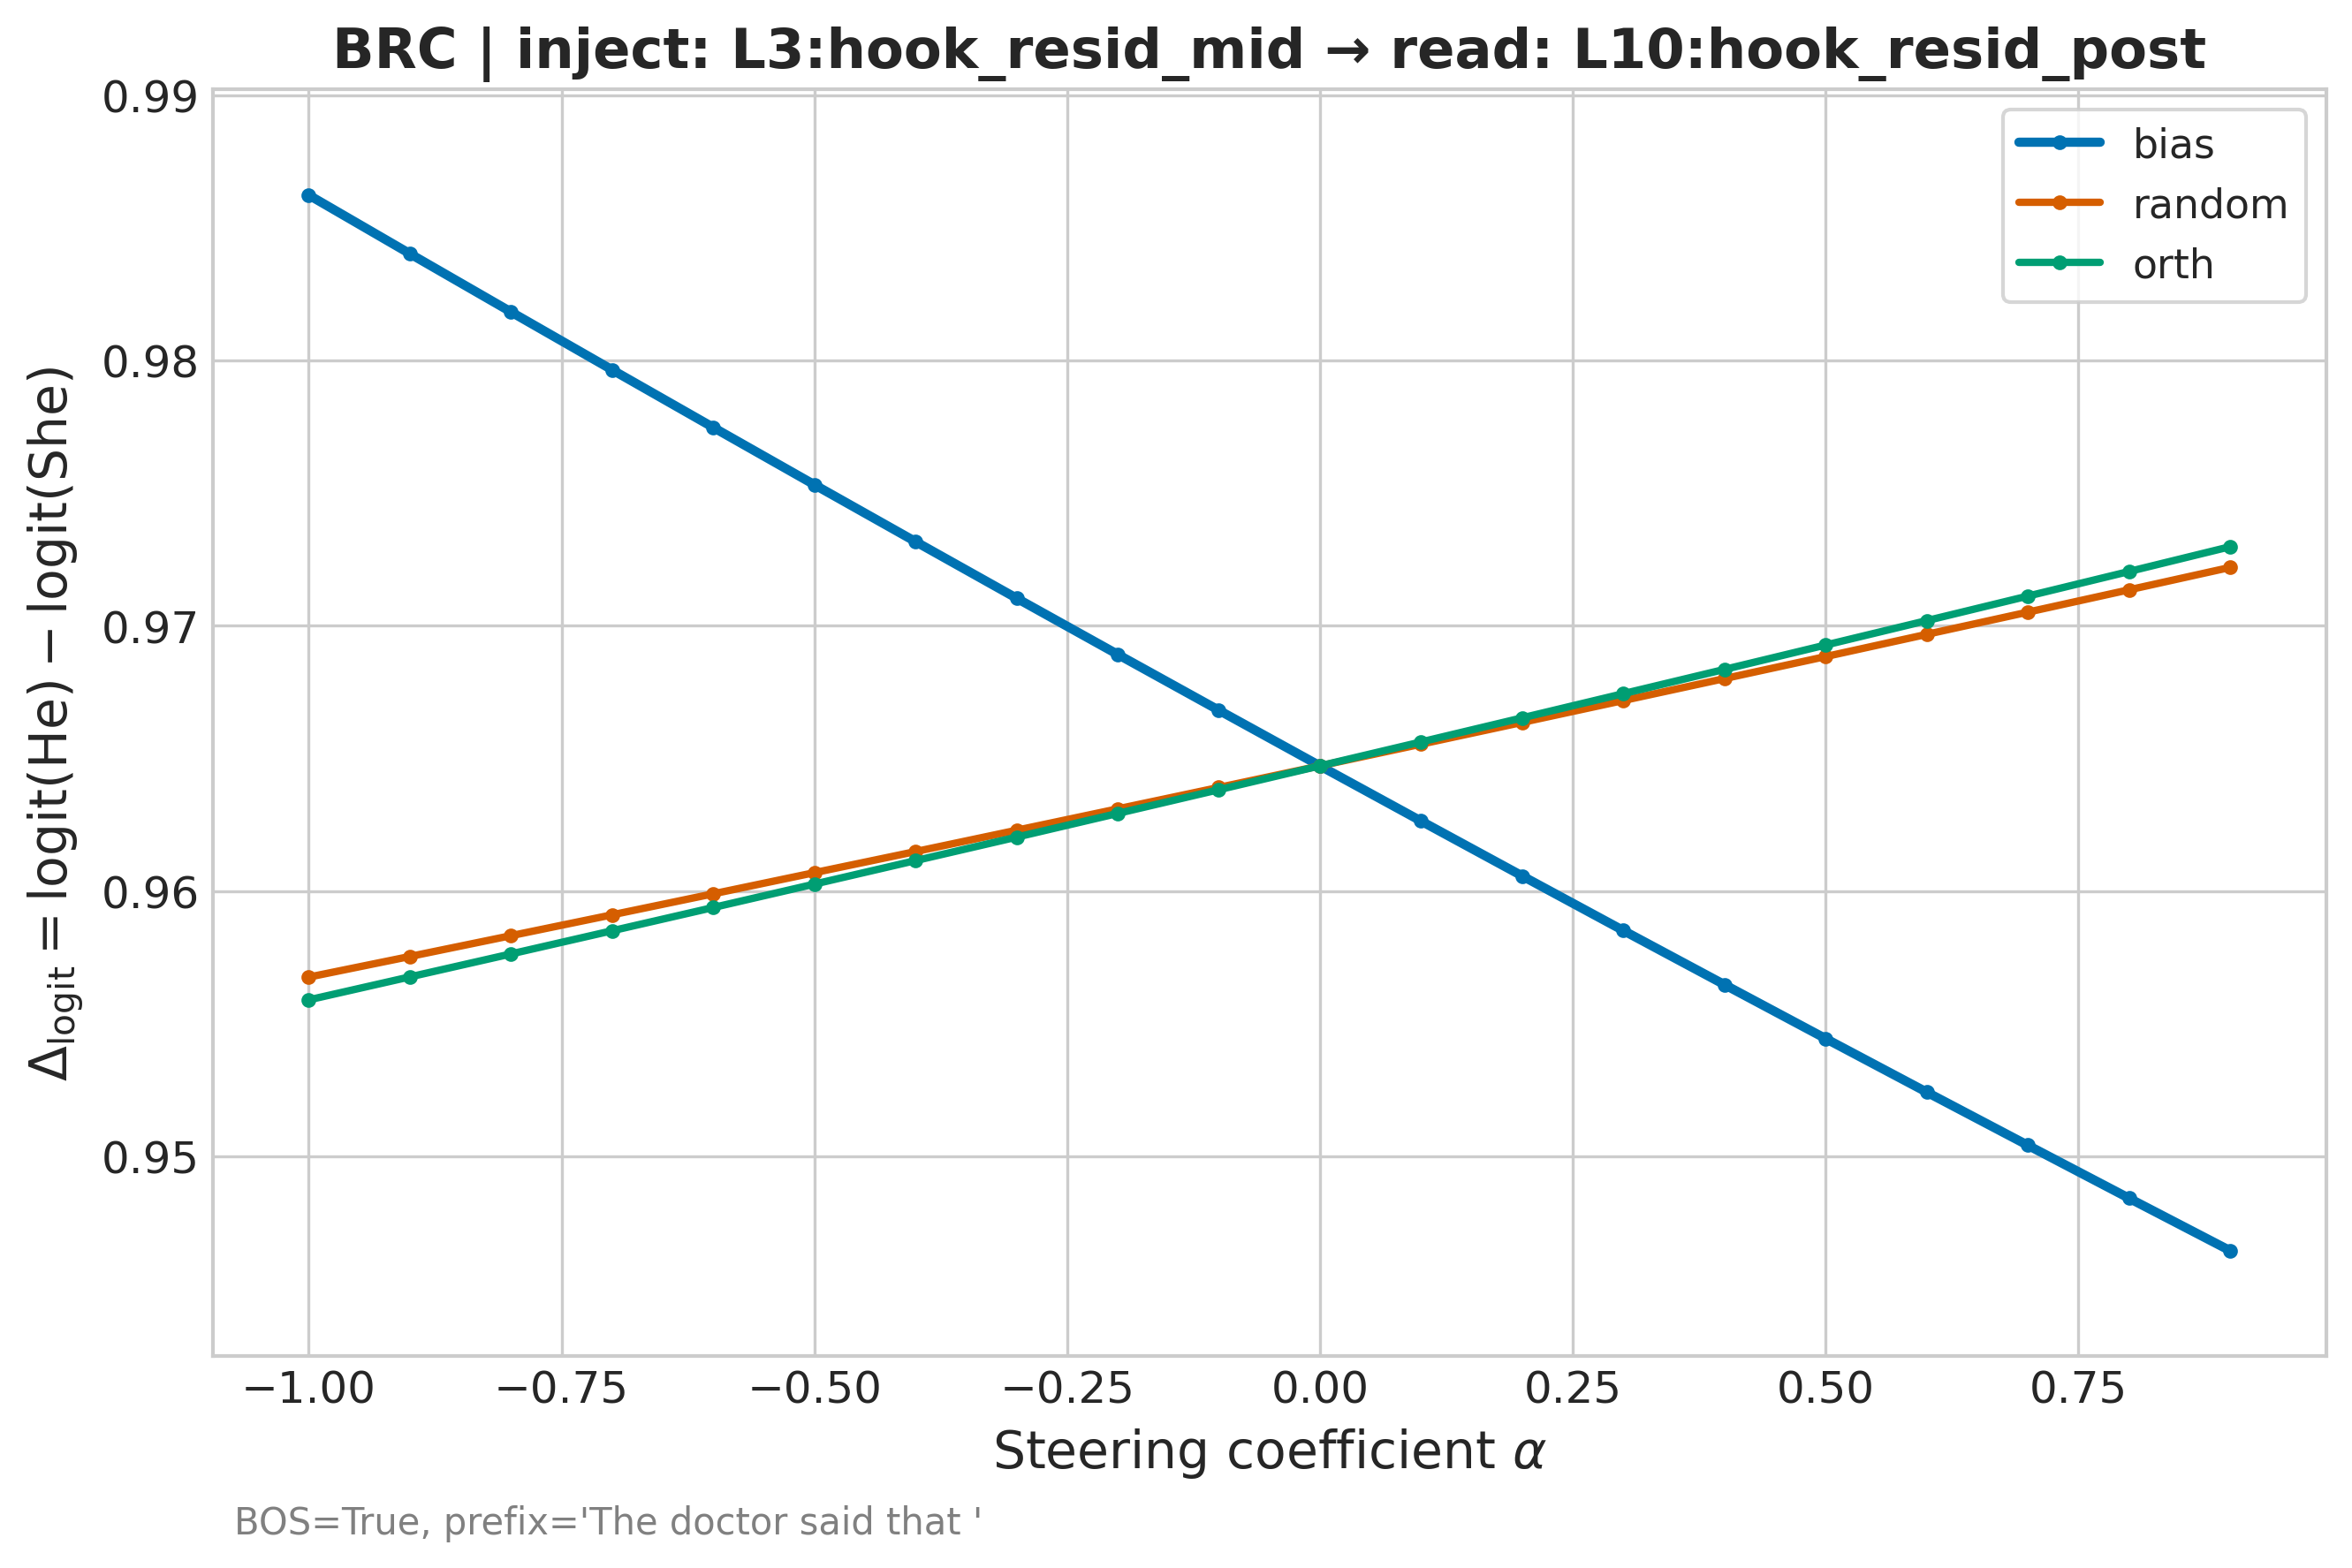 BRC | inject: L3:hook_resid_mid → read: L10:hook_resid_post
0.99
0.98
0.97
0.96
0.95
Δlogit = logit(He) − logit(She)
bias
random
orth
−1.00 −0.75 −0.50 −0.25 0.00 0.25 0.50 0.75
Steering coefficient α
BOS=True, prefix='The doctor said that '